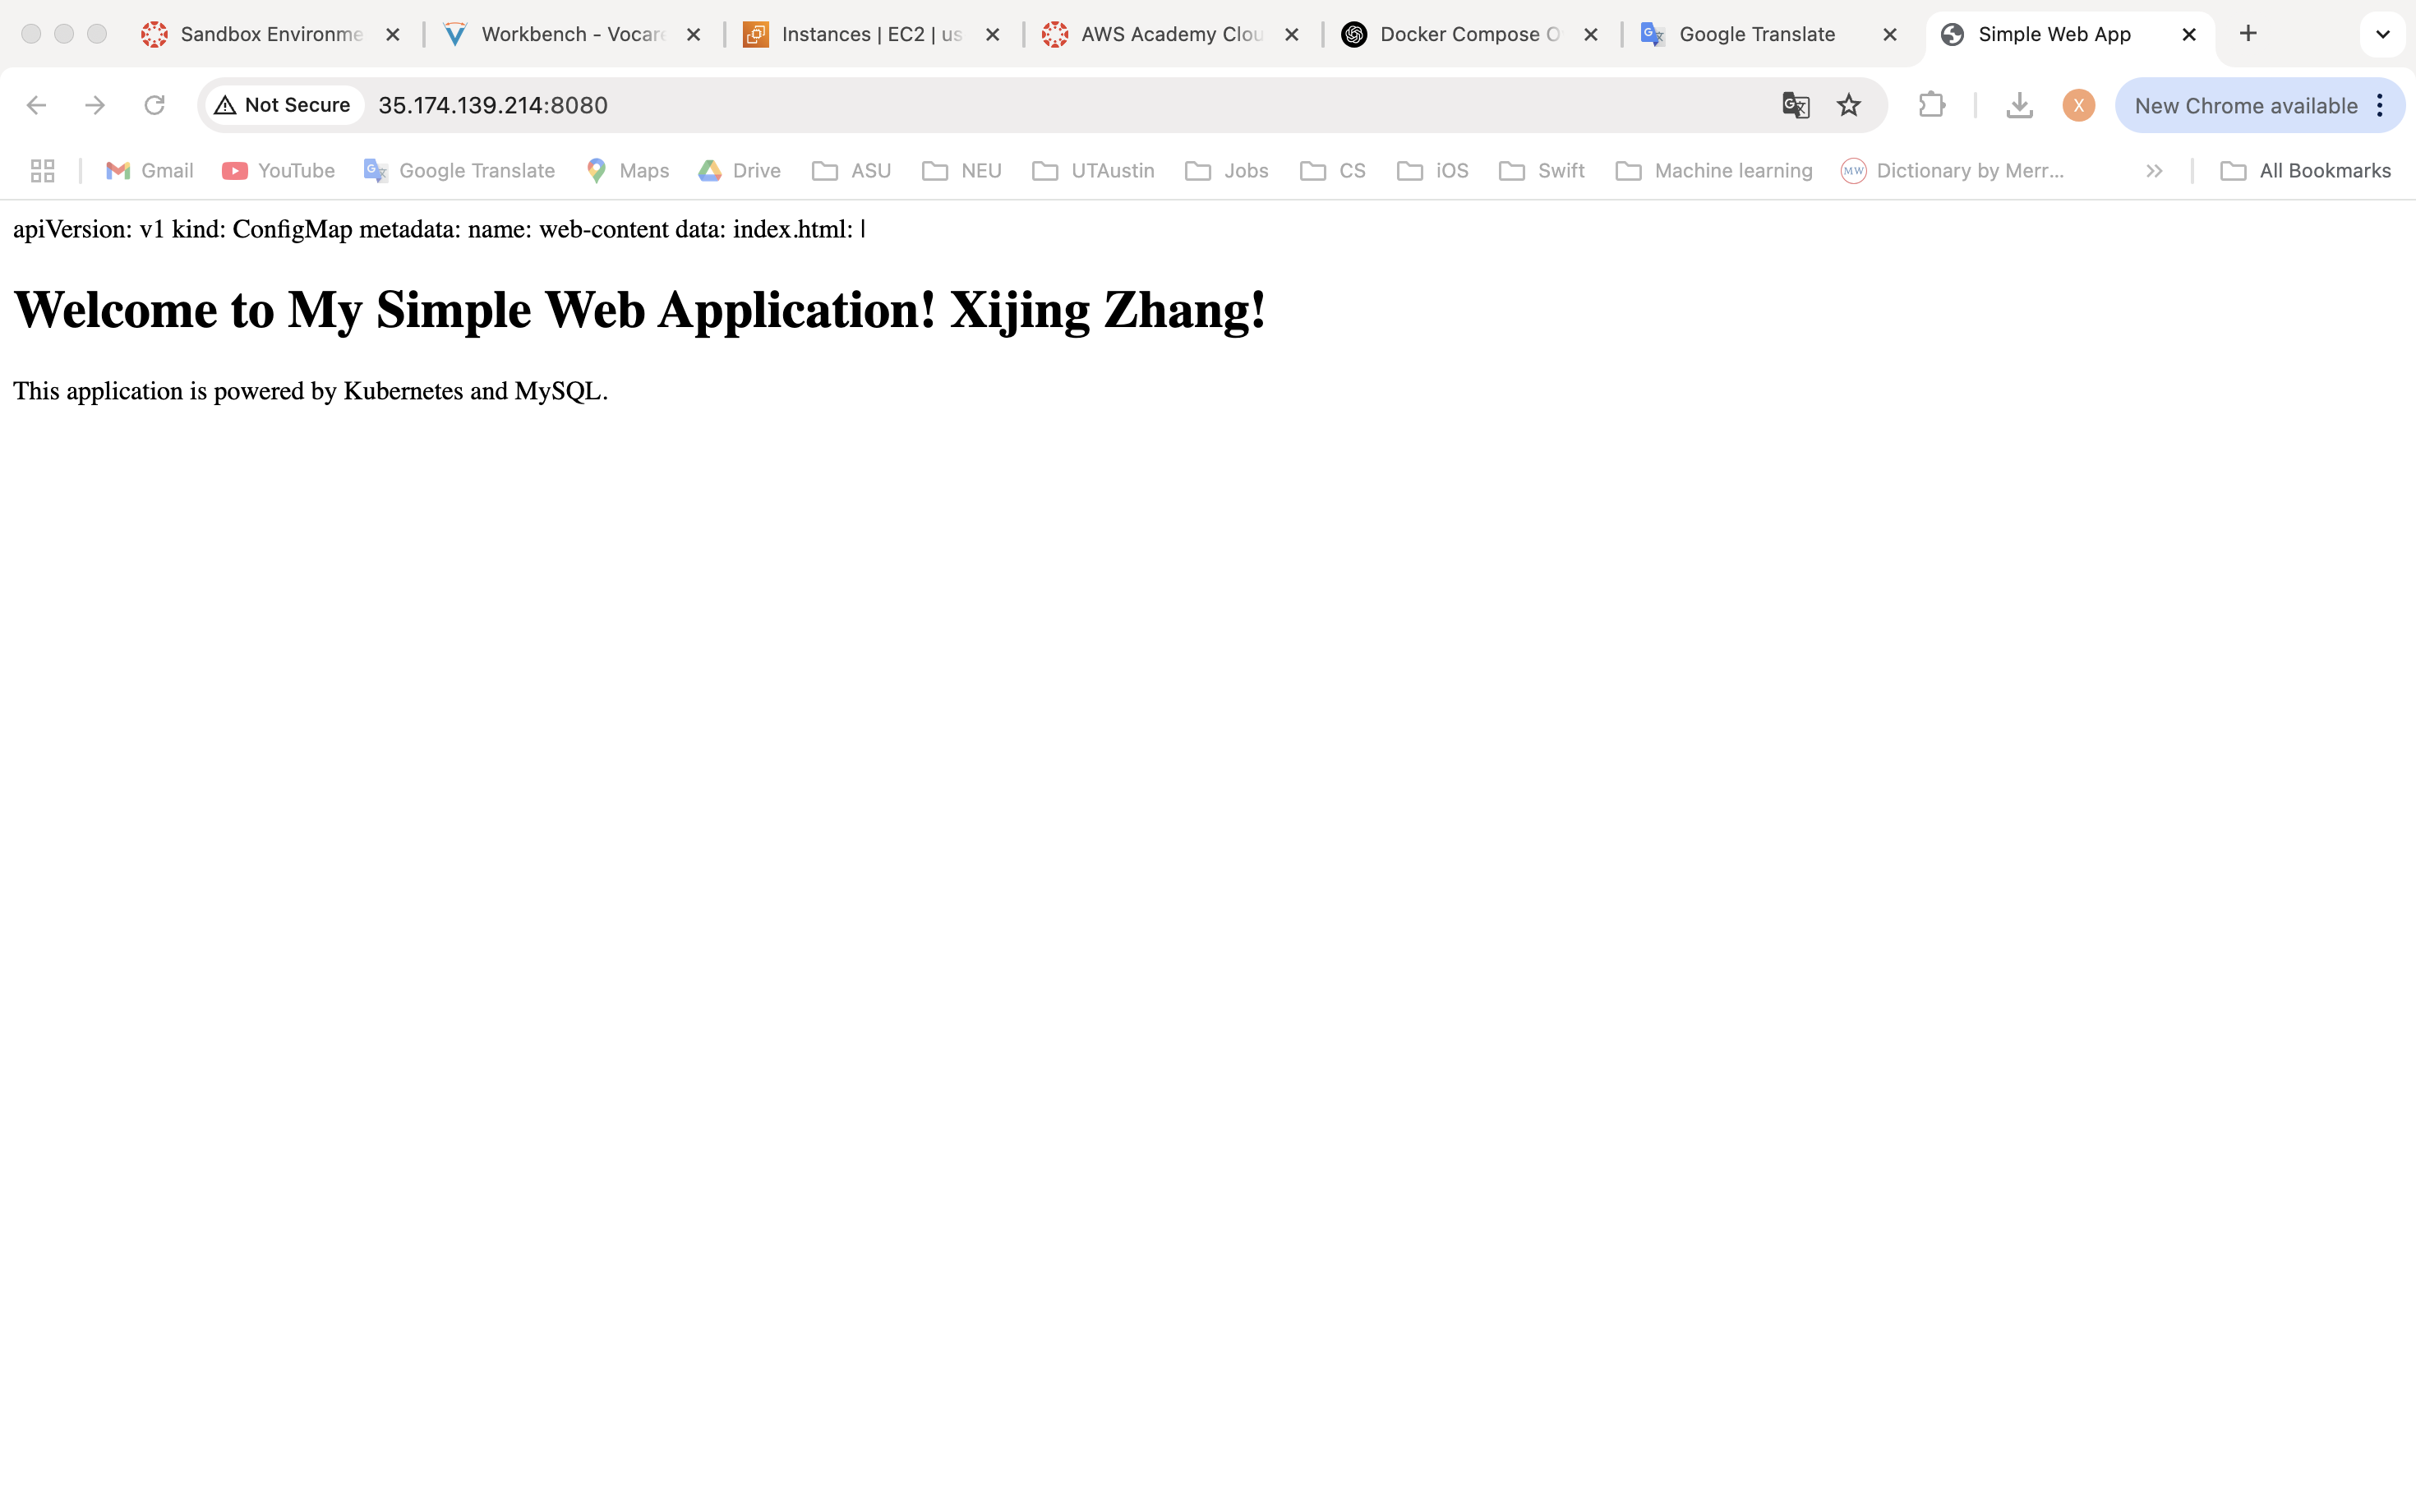 Sandbox Environme
Workbench - Vocare
Instances | EC2 | us
AWS Academy Clou
Docker Compose O
Google Translate
Simple Web App
Not Secure 35.174.139.214:8080
X
New Chrome available
Gmail YouTube Google Translate Maps Drive ASU NEU UTAustin Jobs CS iOS Swift Machine learning MW Dictionary by Merr... All Bookmarks
apiVersion: v1 kind: ConfigMap metadata: name: web-content data: index.html: |
Welcome to My Simple Web Application! Xijing Zhang!
This application is powered by Kubernetes and MySQL.